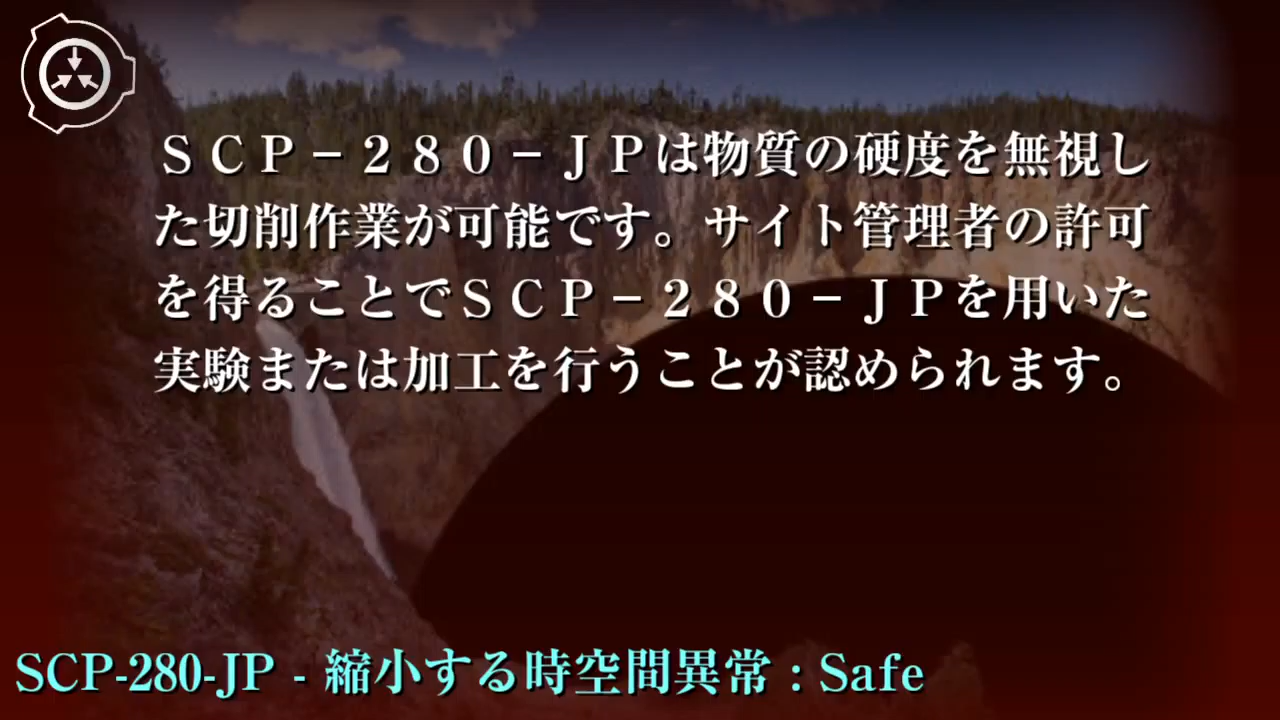 ＳＣＰ－２８０－ＪＰは物質の硬度を無視し
た切削作業が可能です。サイト管理者の許可
を得ることでＳＣＰ－２８０－ＪＰを用いた
実験または加工を行うことが認められます。
SCP-280-JP - 縮小する時空間異常 : Safe